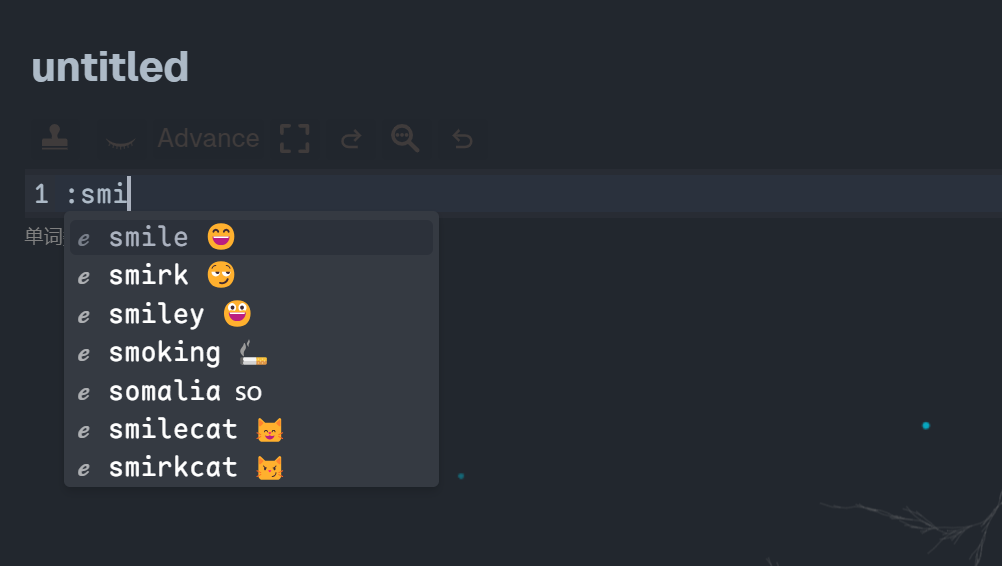 untitled
Advance
1 :smi
单词
e smile 😄
e smirk 😏
e smiley 😃
e smoking 🚬
e somalia SO
e smilecat 😸
e smirkcat 😼